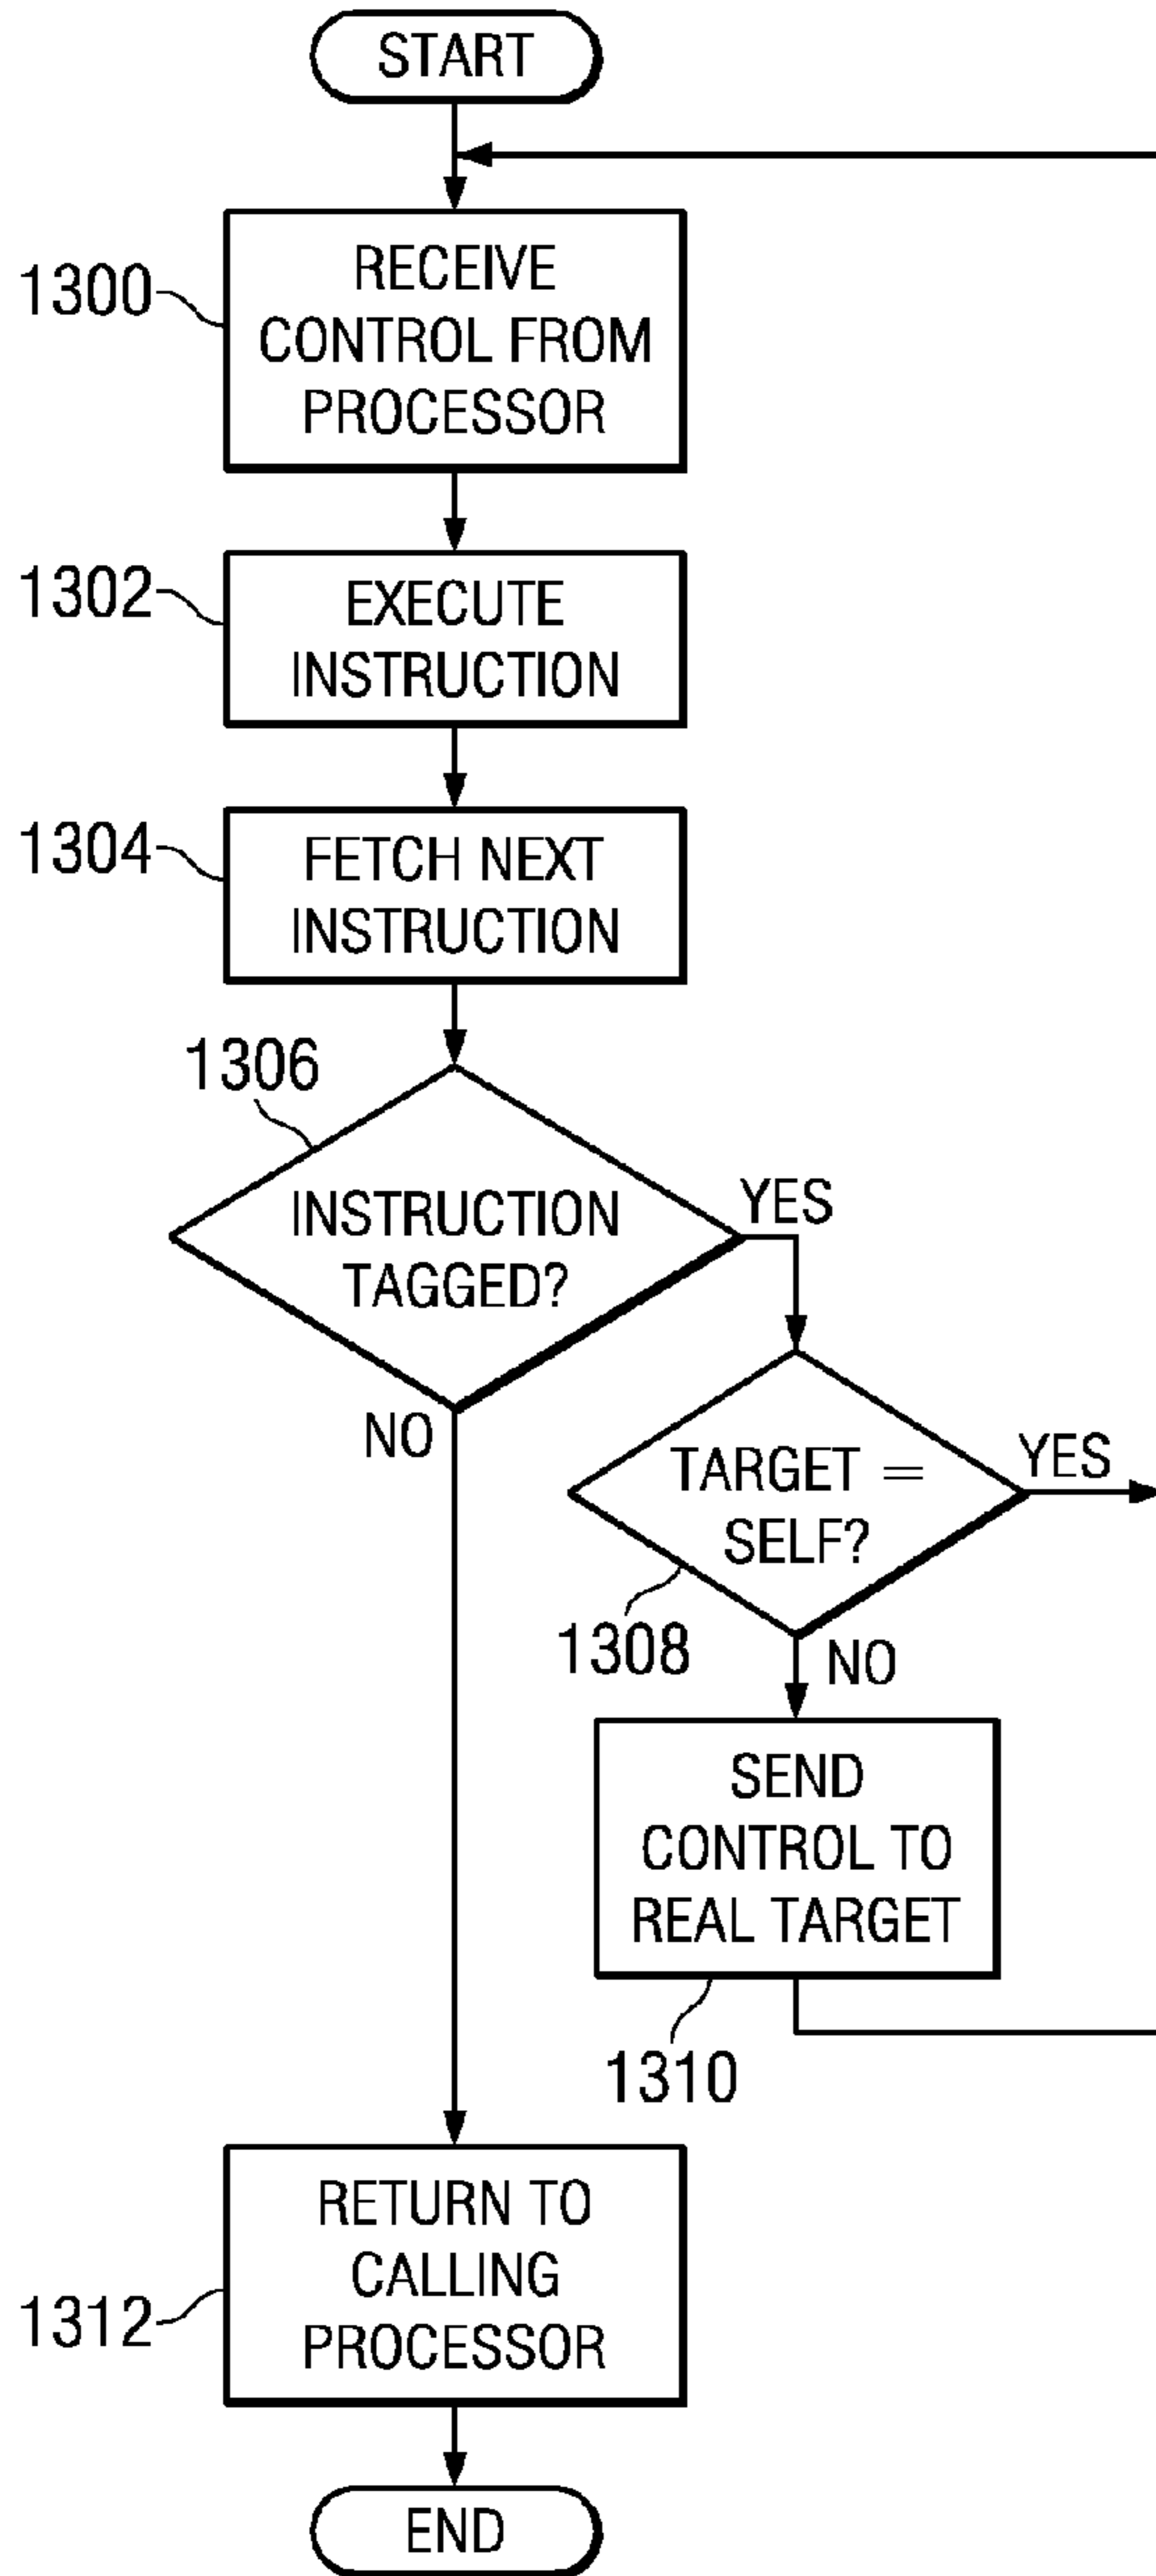 START
1300
RECEIVE
CONTROL FROM
PROCESSOR
1302
EXECUTE
INSTRUCTION
1304
FETCH NEXT
INSTRUCTION
1306
INSTRUCTION
TAGGED?
YES
NO
TARGET =
SELF?
YES
1308
NO
SEND
CONTROL TO
REAL TARGET
1310
RETURN TO
CALLING
PROCESSOR
1312
END